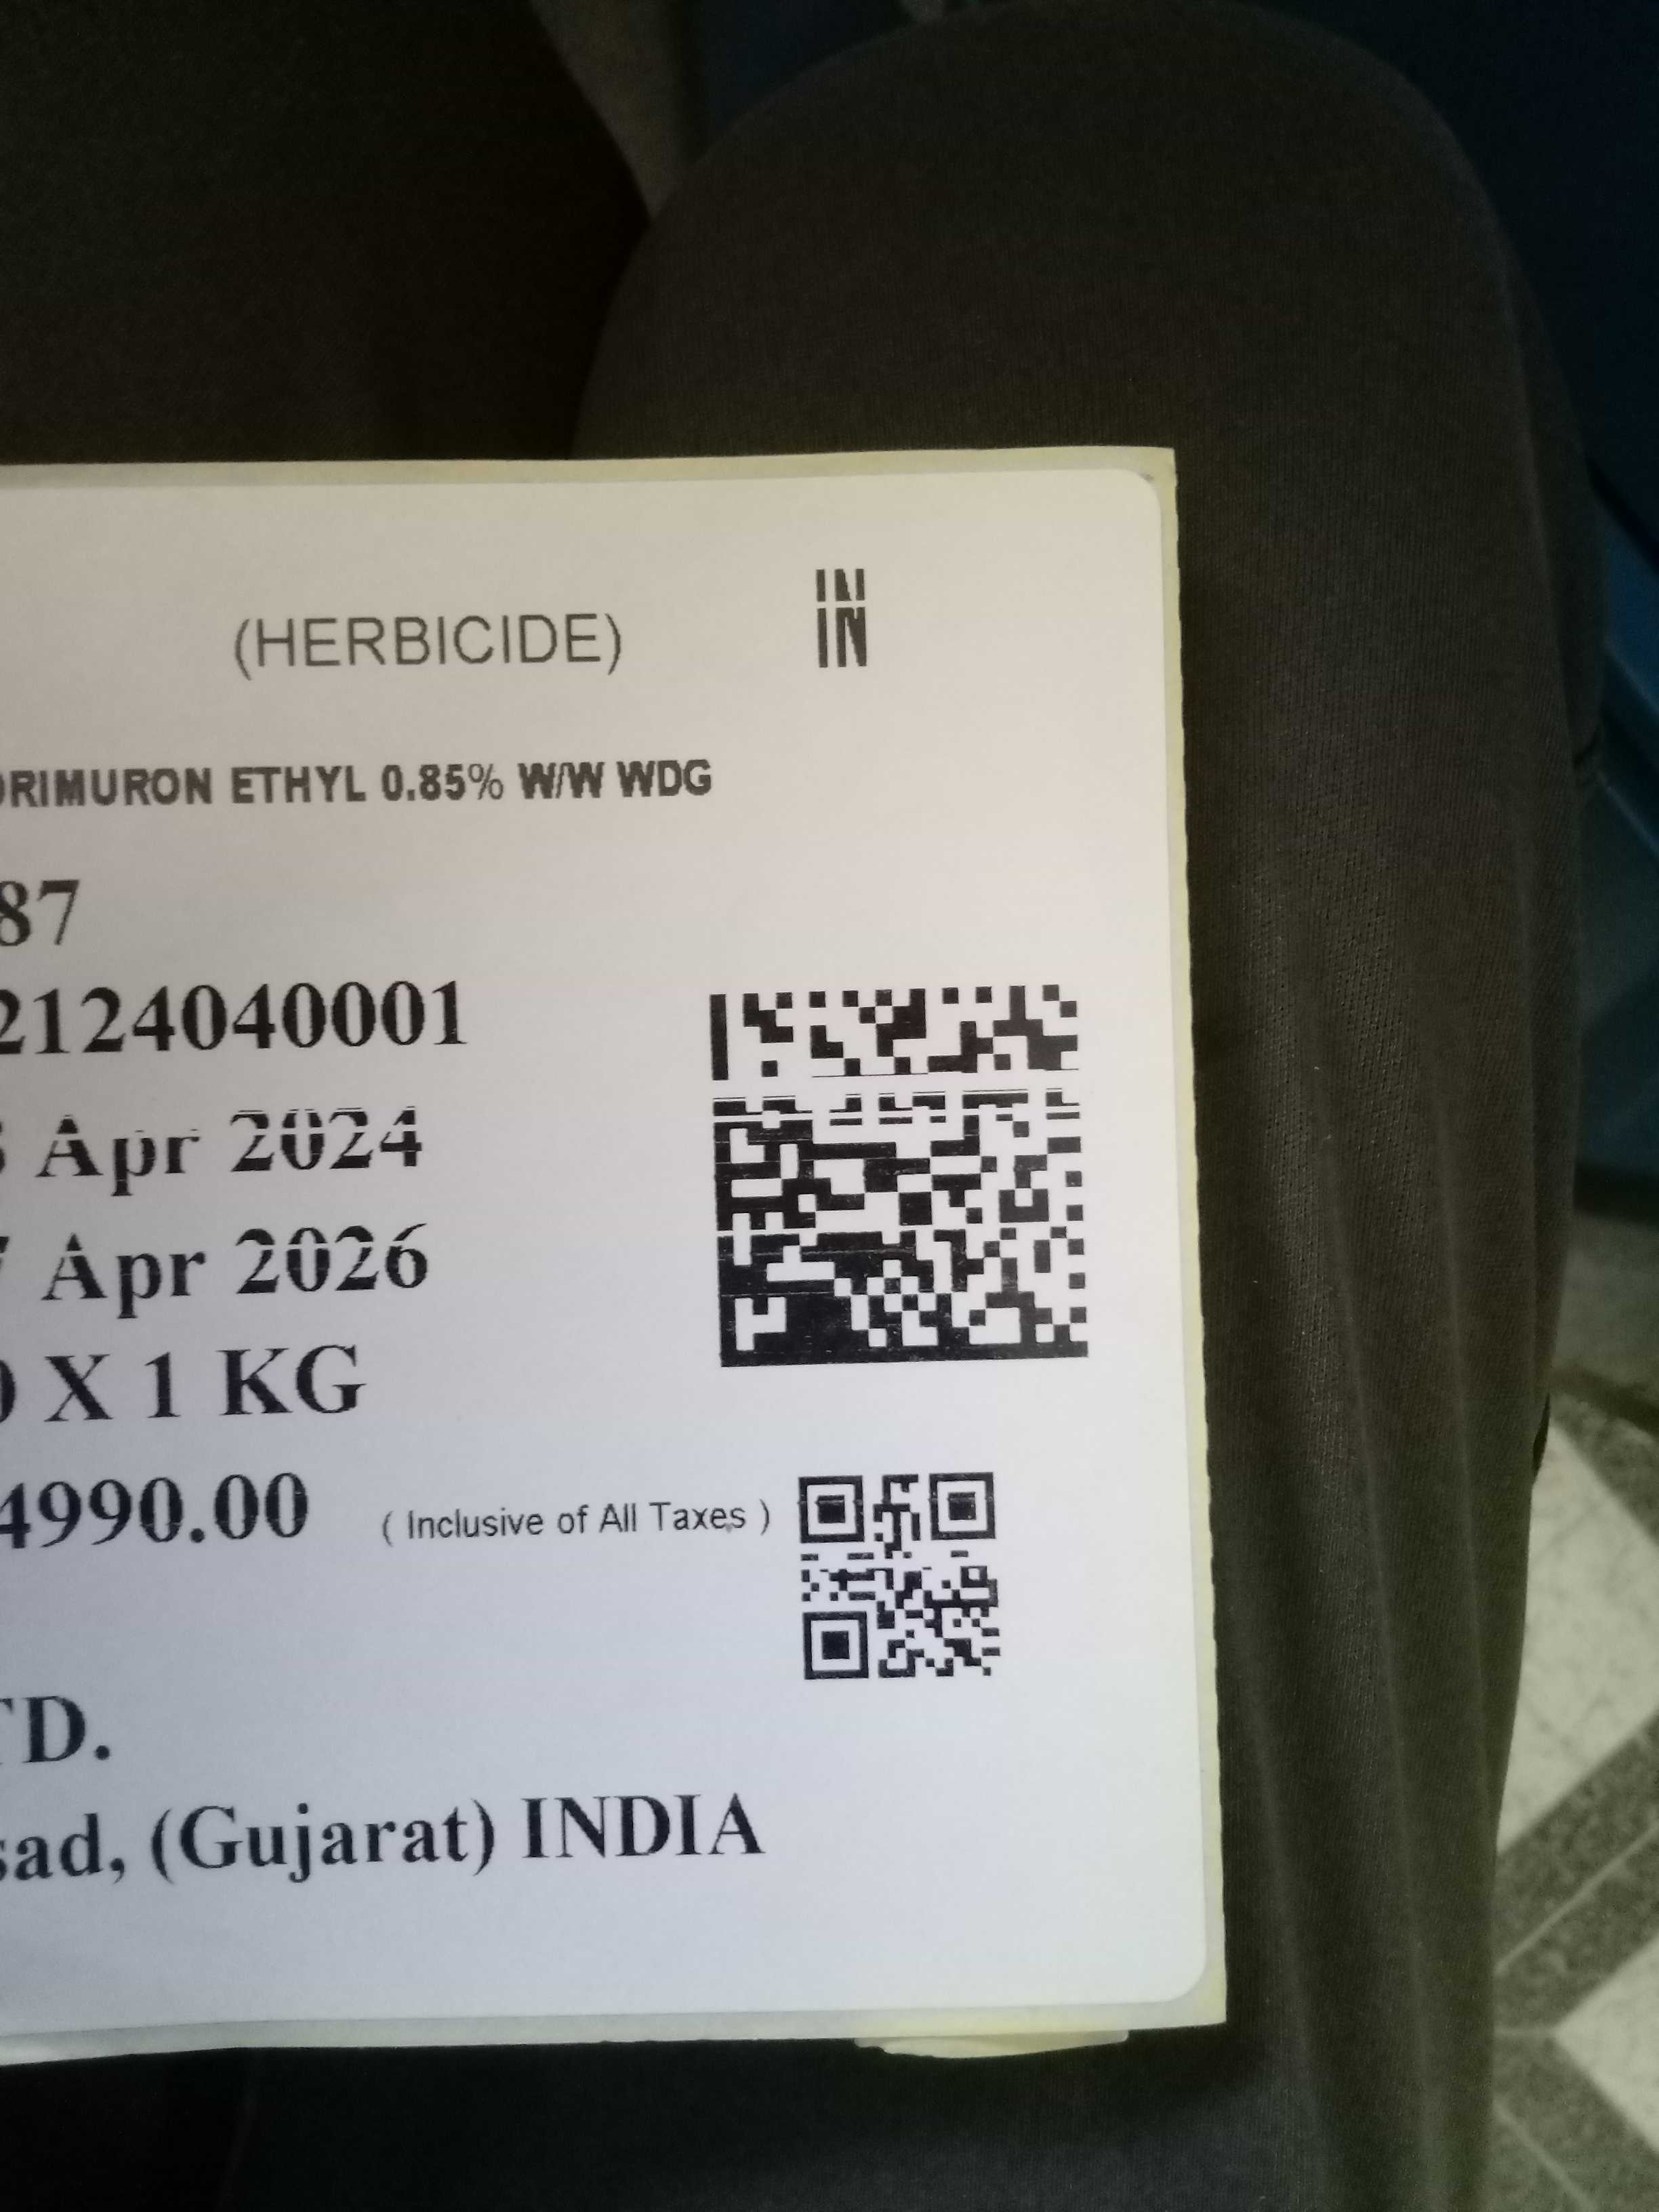 (HERBICIDE) IN
ORIMURON ETHYL 0.85% W/W WDG
87
2124040001
Apr 2024
Apr 2026
0 X 1 KG
4990.00 ( Inclusive of All Taxes )
TD.
sad, (Gujarat) INDIA